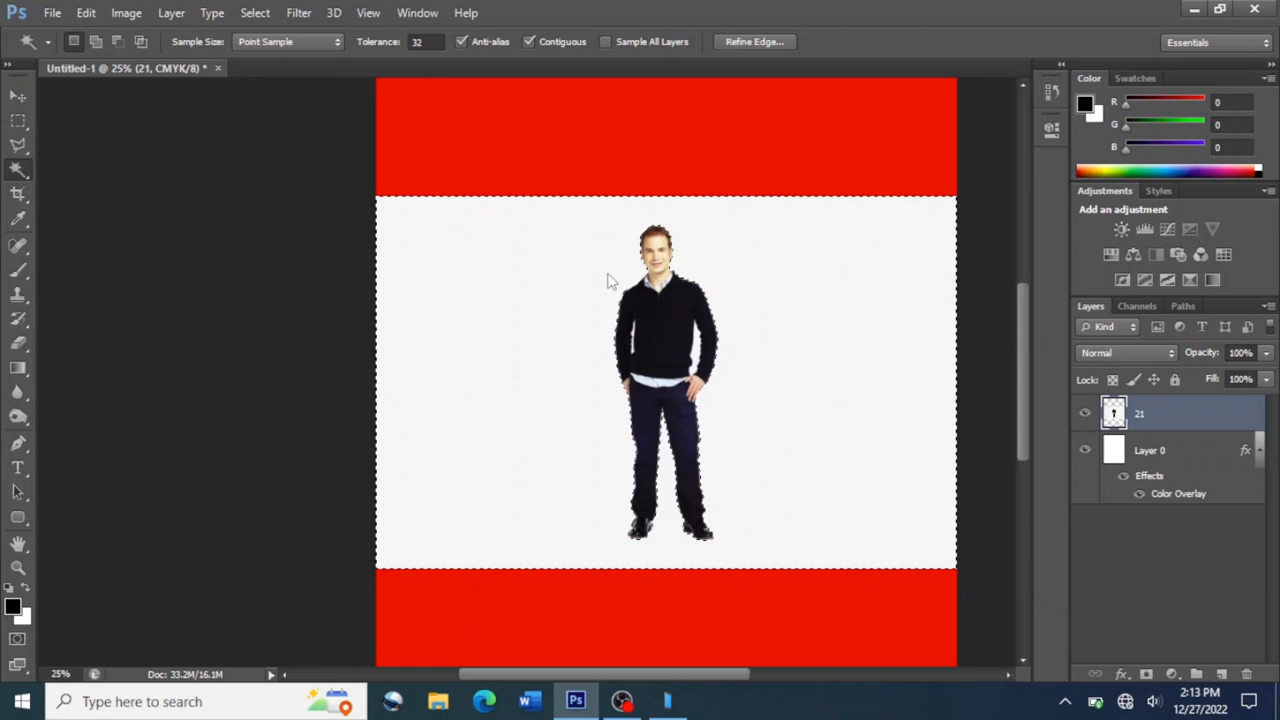 Ps File Edit Image Layer Type Select Filter 3D View Window Help
Sample Size: Point Sample Tolerance: 32 Anti-alias Contiguous Sample All Layers Refine Edge... Essentials
Untitled-1 @ 25% (21, CMYK/8) * ×
Color Swatches
R 0
G 0
B 0
Adjustments Styles
Add an adjustment
Layers Channels Paths
Kind
Normal Opacity: 100%
Lock: Fill: 100%
21
Layer 0 fx
Effects
Color Overlay
25% Doc: 33.2M/16.1M
Type here to search
2:13 PM
12/27/2022